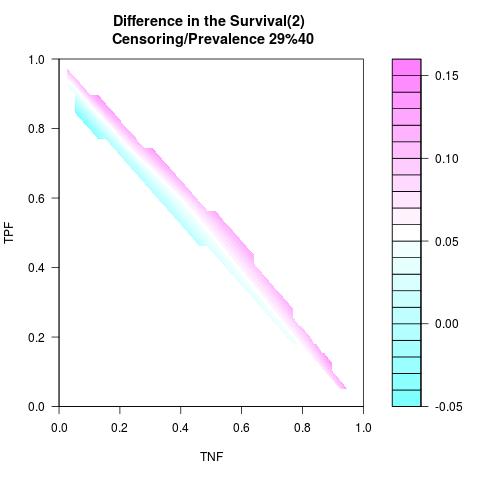 Difference in the Survival(2)
Censoring/Prevalence 29%40
1.0
0.8
0.6
0.4
0.2
0.0
TPF
0.0 0.2 0.4 0.6 0.8 1.0
TNF
0.15
0.10
0.05
0.00
-0.05